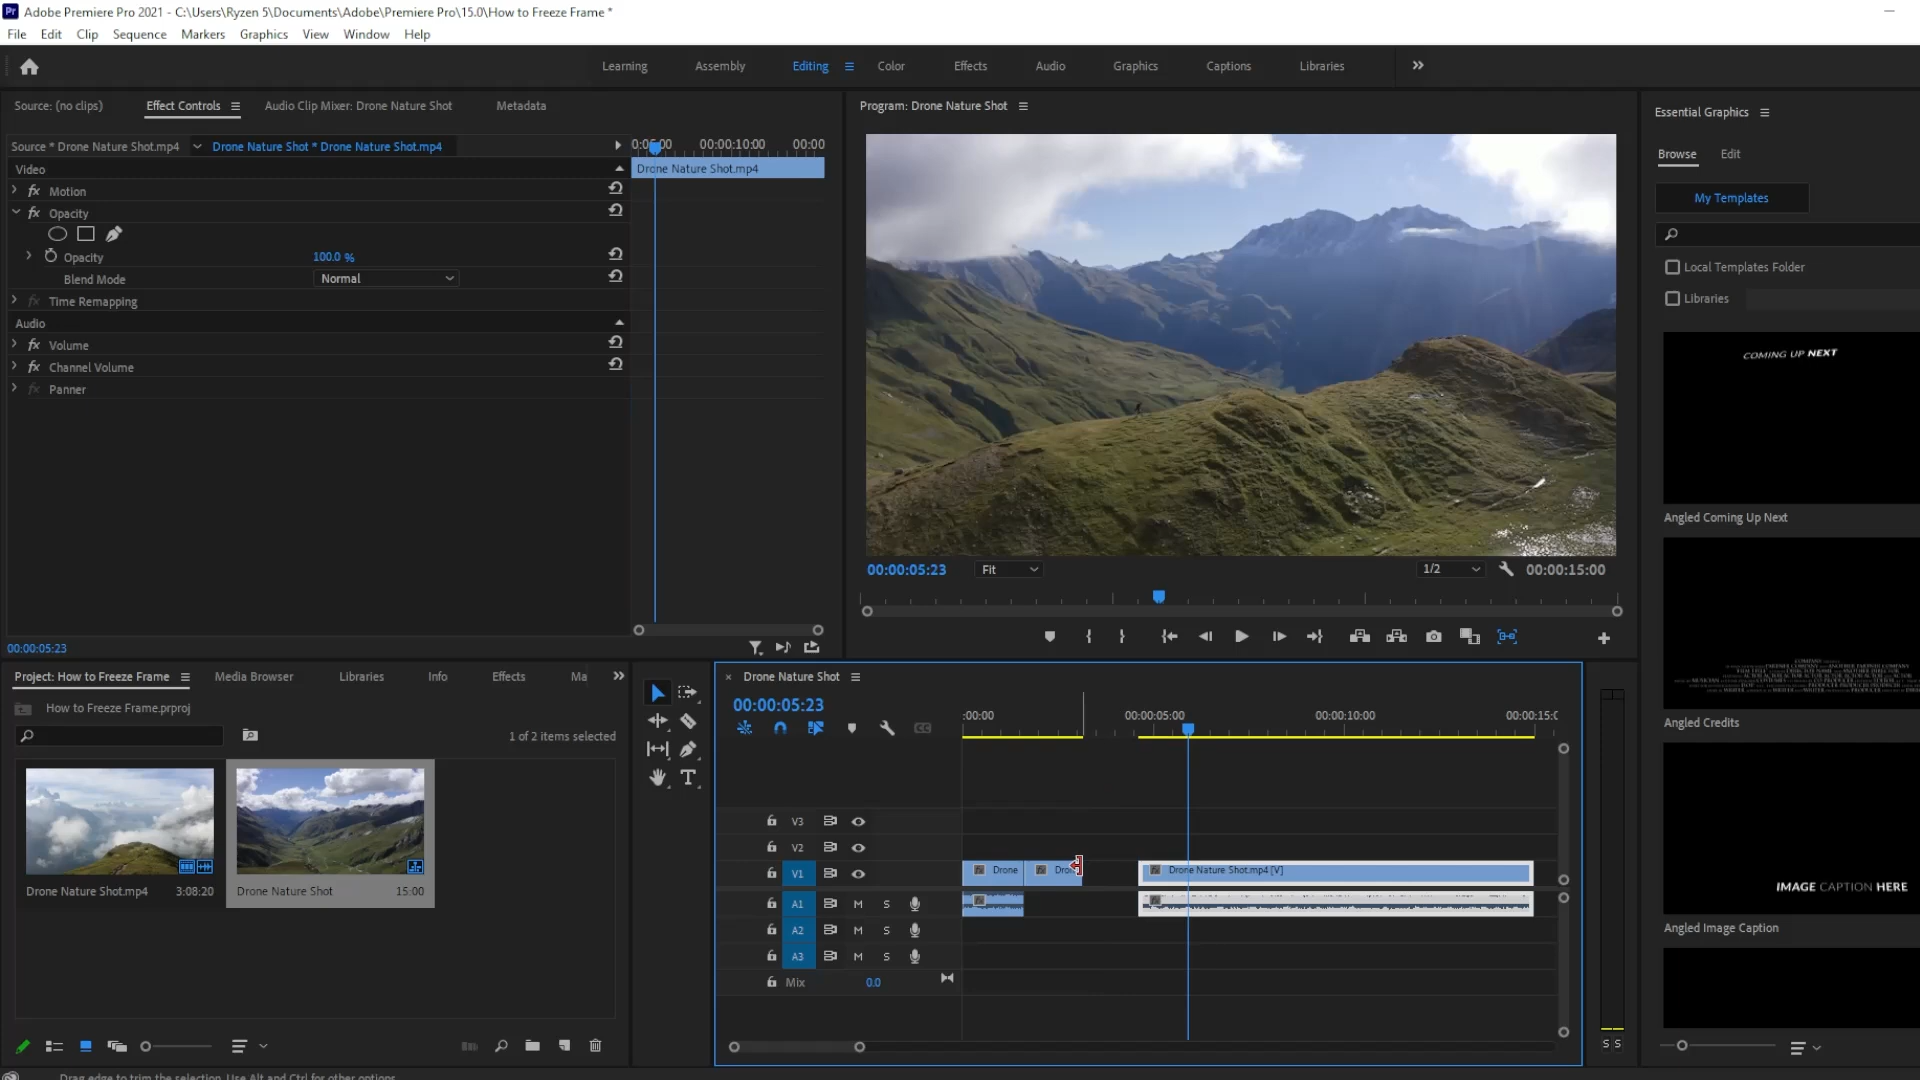 Adobe Premiere Pro 2021 - C:\Users\Ryzen 5\Documents\Adobe\Premiere Pro\15.0\How to Freeze Frame *
File Edit Clip Sequence Markers Graphics View Window Help
Learning Assembly Editing Color Effects Audio Graphics Captions Libraries
Source: (no clips) Effect Controls Audio Clip Mixer: Drone Nature Shot Metadata
Source * Drone Nature Shot.mp4 Drone Nature Shot * Drone Nature Shot.mp4
0:05:00 00:00:10:00 00:00
Video
Drone Nature Shot.mp4
fx Motion
fx Opacity
Opacity 100.0 %
Blend Mode Normal
fx Time Remapping
Audio
fx Volume
fx Channel Volume
fx Panner
00:00:05:23
Program: Drone Nature Shot
00:00:05:23 Fit 1/2 00:00:15:00
Essential Graphics
Browse Edit
My Templates
Local Templates Folder
Libraries
COMING UP NEXT
Angled Coming Up Next
Angled Credits
IMAGE CAPTION HERE
Angled Image Caption
Project: How to Freeze Frame Media Browser Libraries Info Effects Ma
How to Freeze Frame.prproj
1 of 2 items selected
Drone Nature Shot.mp4 3:08:20
Drone Nature Shot 15:00
× Drone Nature Shot
00:00:05:23
:00:00 00:00:05:00 00:00:10:00 00:00:15:0
V3
V2
V1 Drone Dron Drone Nature Shot.mp4 [V]
A1 M S
A2 M S
A3 M S
Mix 0.0
S S
Drag edge to trim the selection. Use Alt and Ctrl for other options.